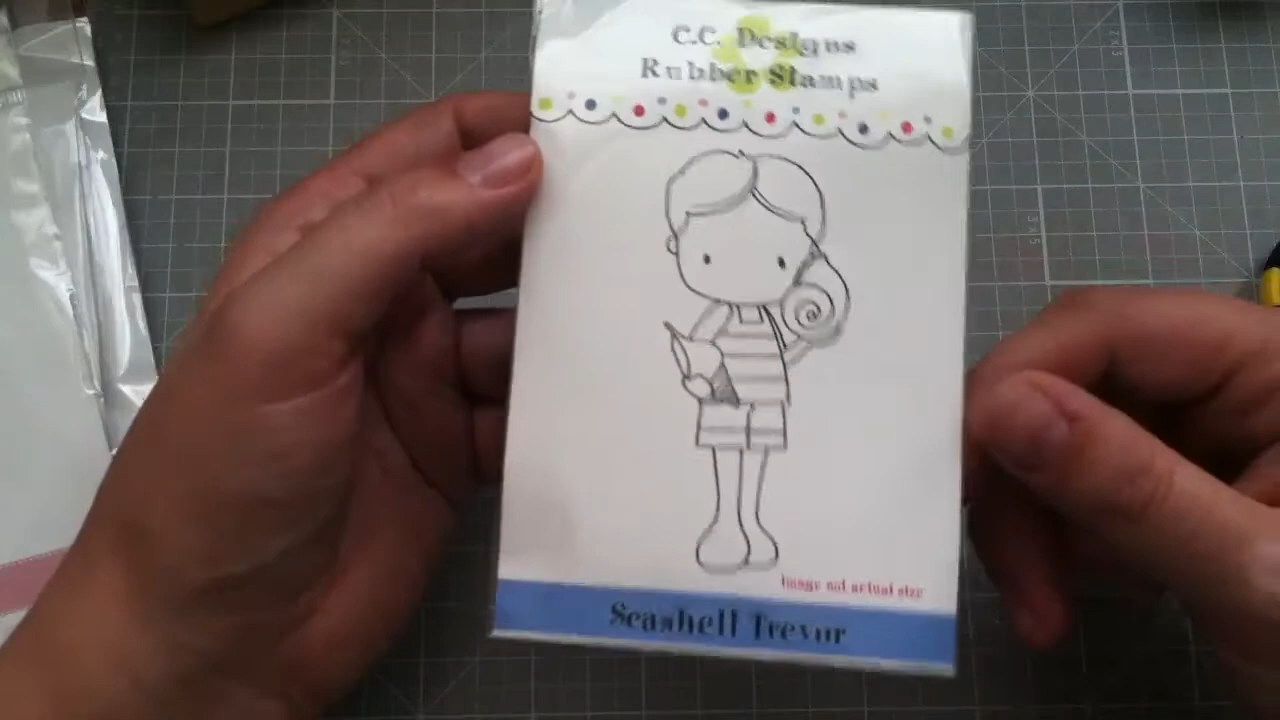 C.C. Designs
Rubber Stamps
Image not actual size
Seashell Trevor